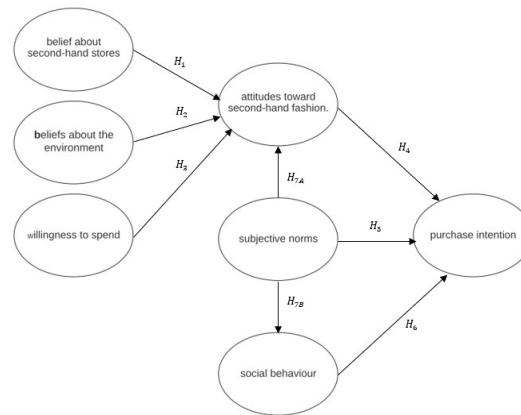 belief about
second-hand stores
H1
attitudes toward
second-hand fashion.
beliefs about the
environment
H2
H3
willingness to spend
H4
H7A
subjective norms
H5
purchase intention
H7B
H6
social behaviour